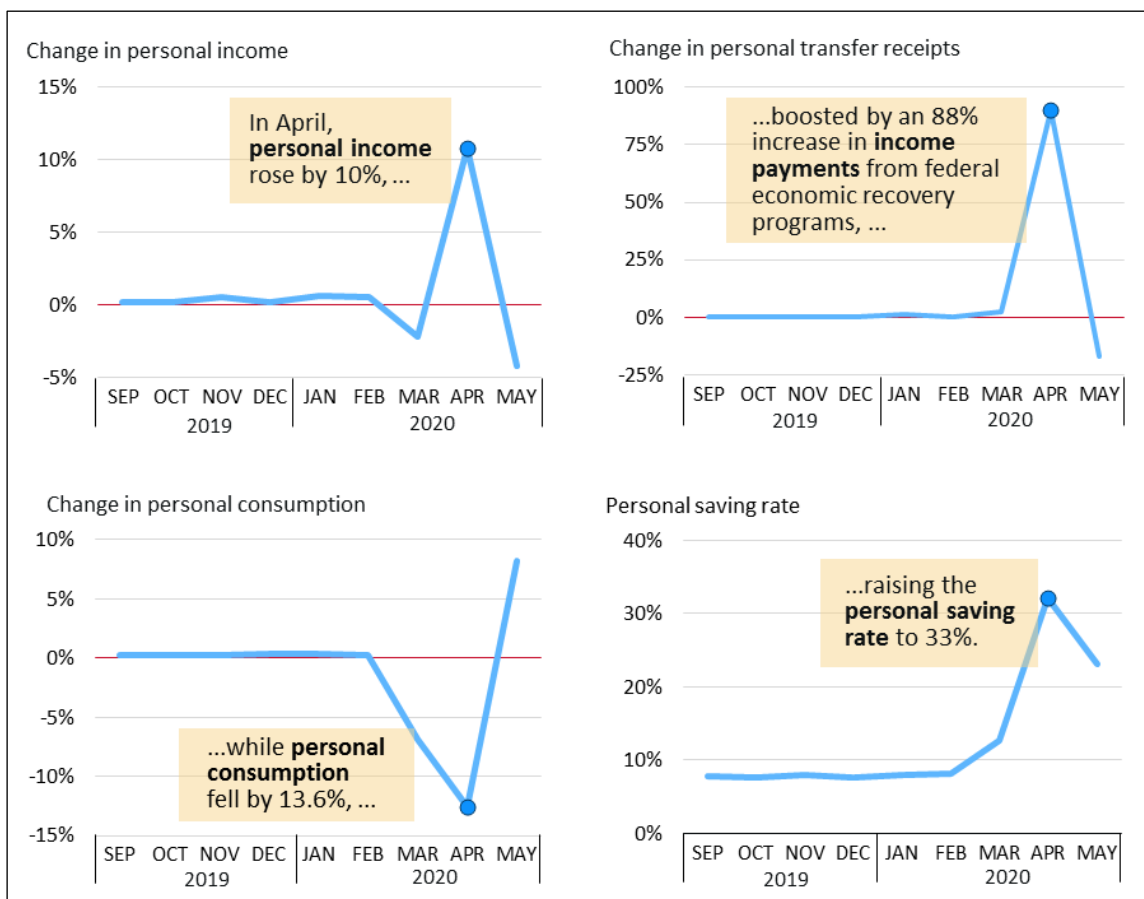 Change in personal income
15%
10%
5%
0%
-5%
In April,
personal income
rose by 10%, ...
SEP OCT NOV DEC JAN FEB MAR APR MAY
2019 2020
Change in personal transfer receipts
100%
75%
50%
25%
0%
-25%
...boosted by an 88%
increase in income
payments from federal
economic recovery
programs, ...
SEP OCT NOV DEC JAN FEB MAR APR MAY
2019 2020
Change in personal consumption
10%
5%
0%
-5%
-10%
-15%
...while personal
consumption
fell by 13.6%, ...
SEP OCT NOV DEC JAN FEB MAR APR MAY
2019 2020
Personal saving rate
40%
30%
20%
10%
0%
...raising the
personal saving
rate to 33%.
SEP OCT NOV DEC JAN FEB MAR APR MAY
2019 2020